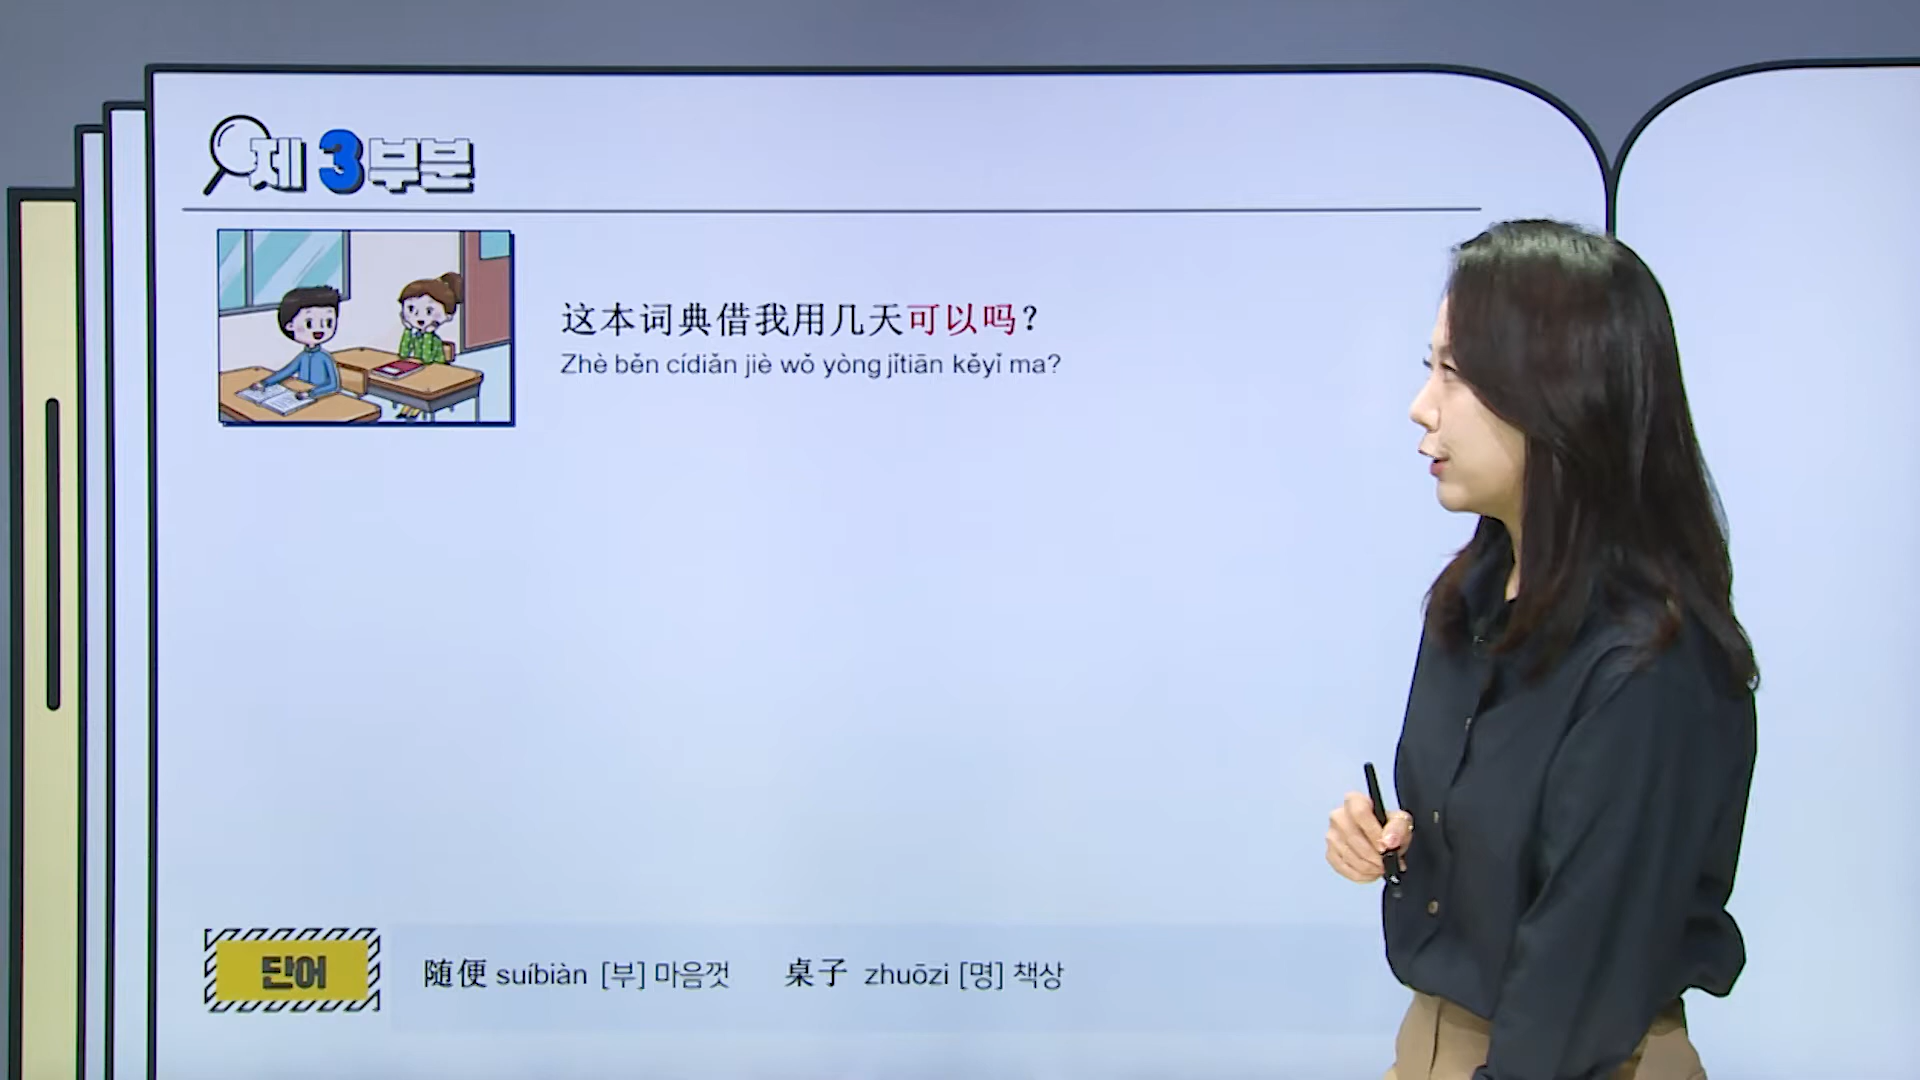 제 3부분
这本词典借我用几天可以吗？
Zhè běn cídiǎn jiè wǒ yòng jǐtiān kěyǐ ma?
단어
随便 suíbiàn [부] 마음껏 桌子 zhuōzi [명] 책상